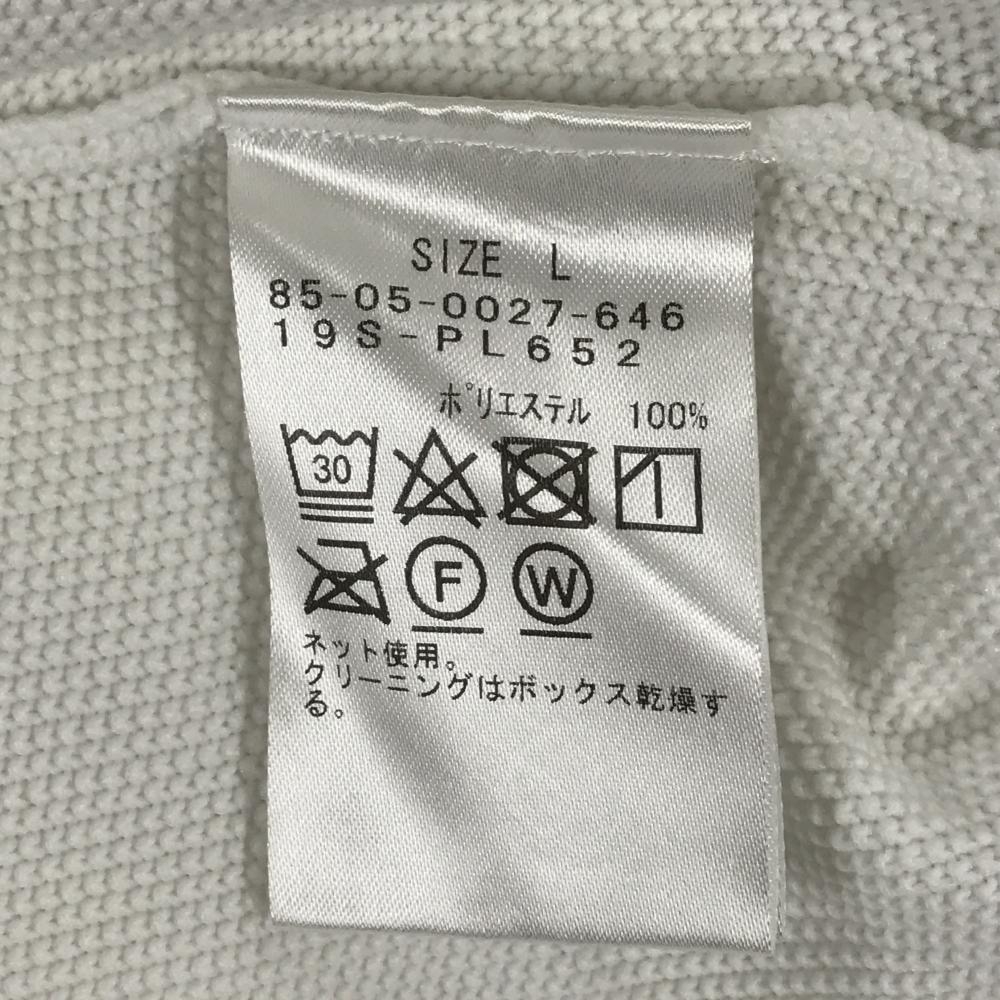 SIZE L
85-05-0027-646
19S-PL652
ポリエステル 100%
30
F W
ネット使用。
クリーニングはボックス乾燥す
る。